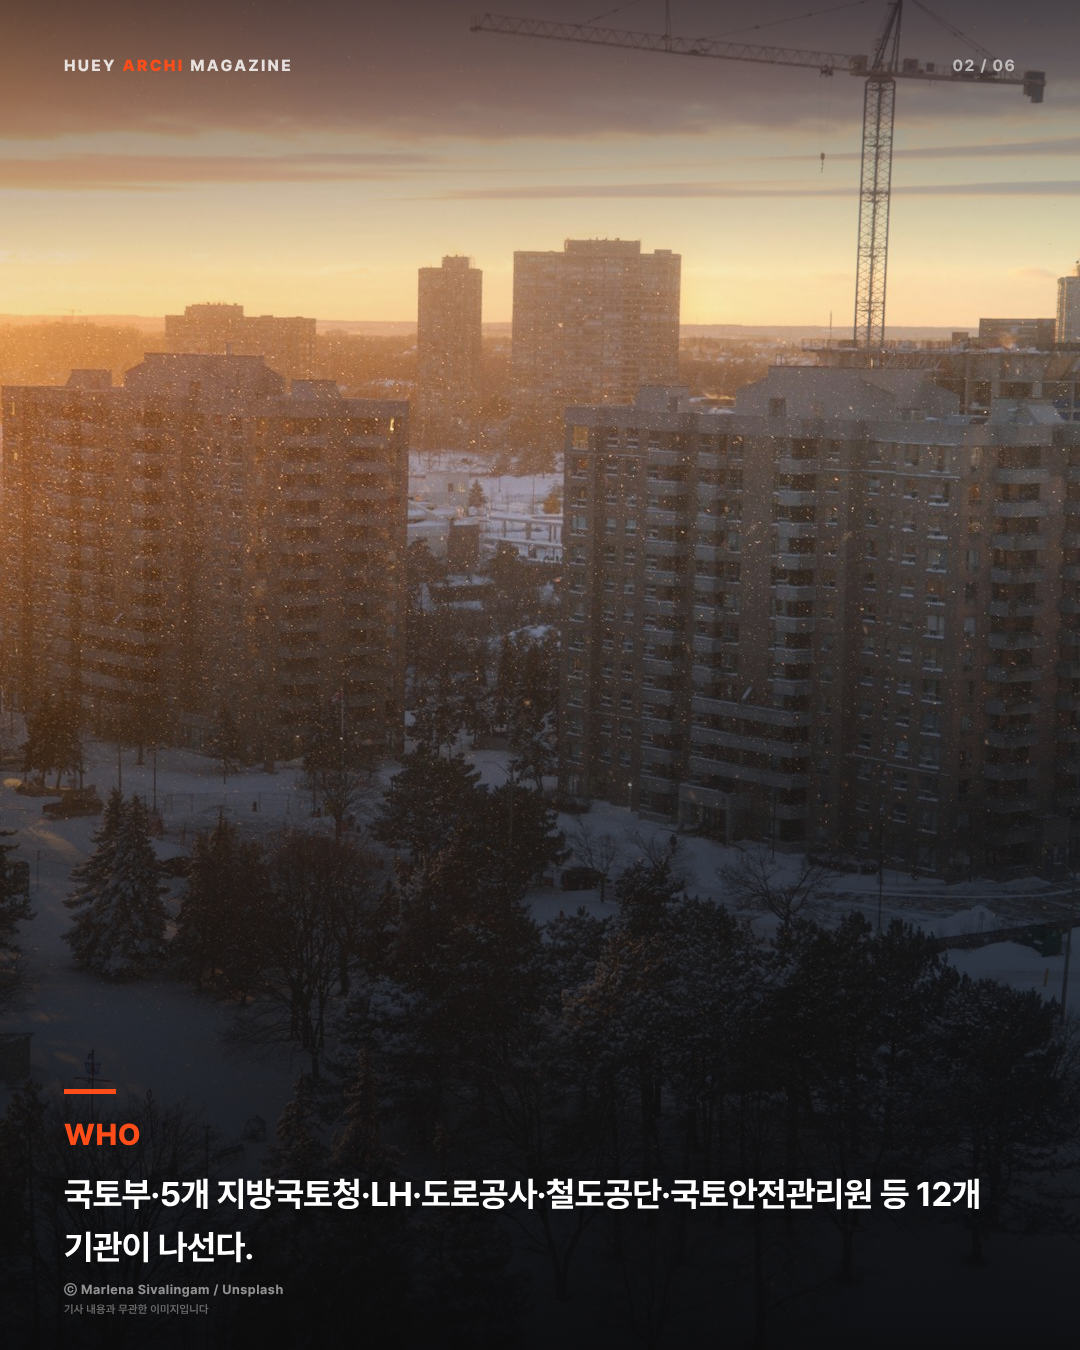 HUEY ARCHI MAGAZINE
02 / 06
WHO
국토부·5개 지방국토청·LH·도로공사·철도공단·국토안전관리원 등 12개
기관이 나선다.
© Marlena Sivalingam / Unsplash
기사 내용과 무관한 이미지입니다